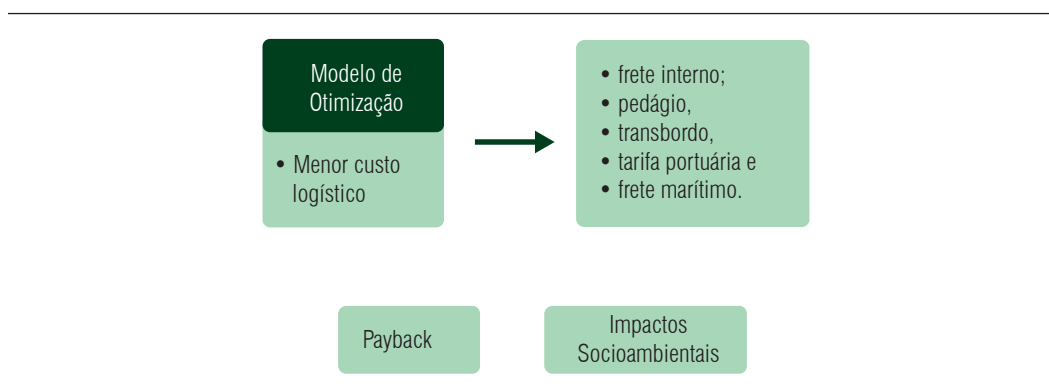 Modelo de
Otimização
• Menor custo
logístico
• frete interno;
• pedágio,
• transbordo,
• tarifa portuária e
• frete marítimo.
Payback
Impactos
Socioambientais